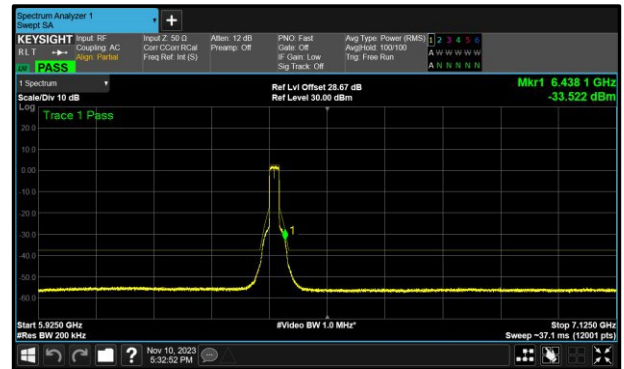 Spectrum Analyzer 1
Swept SA
KEYSIGHT
RLT
PASS
Input: RF
Coupling: AC
Align: Partial
Input Z: 50 Ω
Corr CCorr RCal
Freq Ref: Int (S)
Atten: 12 dB
Preamp: Off
PNO: Fast
Gate: Off
IF Gain: Low
Sig Track: Off
Avg Type: Power (RMS)
Avg|Hold: 100/100
Trig: Free Run
1 2 3 4 5 6
A W W W W W
A N N N N N
1 Spectrum
Scale/Div 10 dB
Ref Lvl Offset 28.67 dB
Ref Level 30.00 dBm
Mkr1 6.438 1 GHz
-33.522 dBm
Log
Trace 1 Pass
20.0
10.0
0.00
-10.0
-20.0
-30.0
-40.0
-50.0
-60.0
1
Start 5.9250 GHz
#Res BW 200 kHz
#Video BW 1.0 MHz*
Stop 7.1250 GHz
Sweep ~37.1 ms (12001 pts)
?
Nov 10, 2023
5:32:52 PM